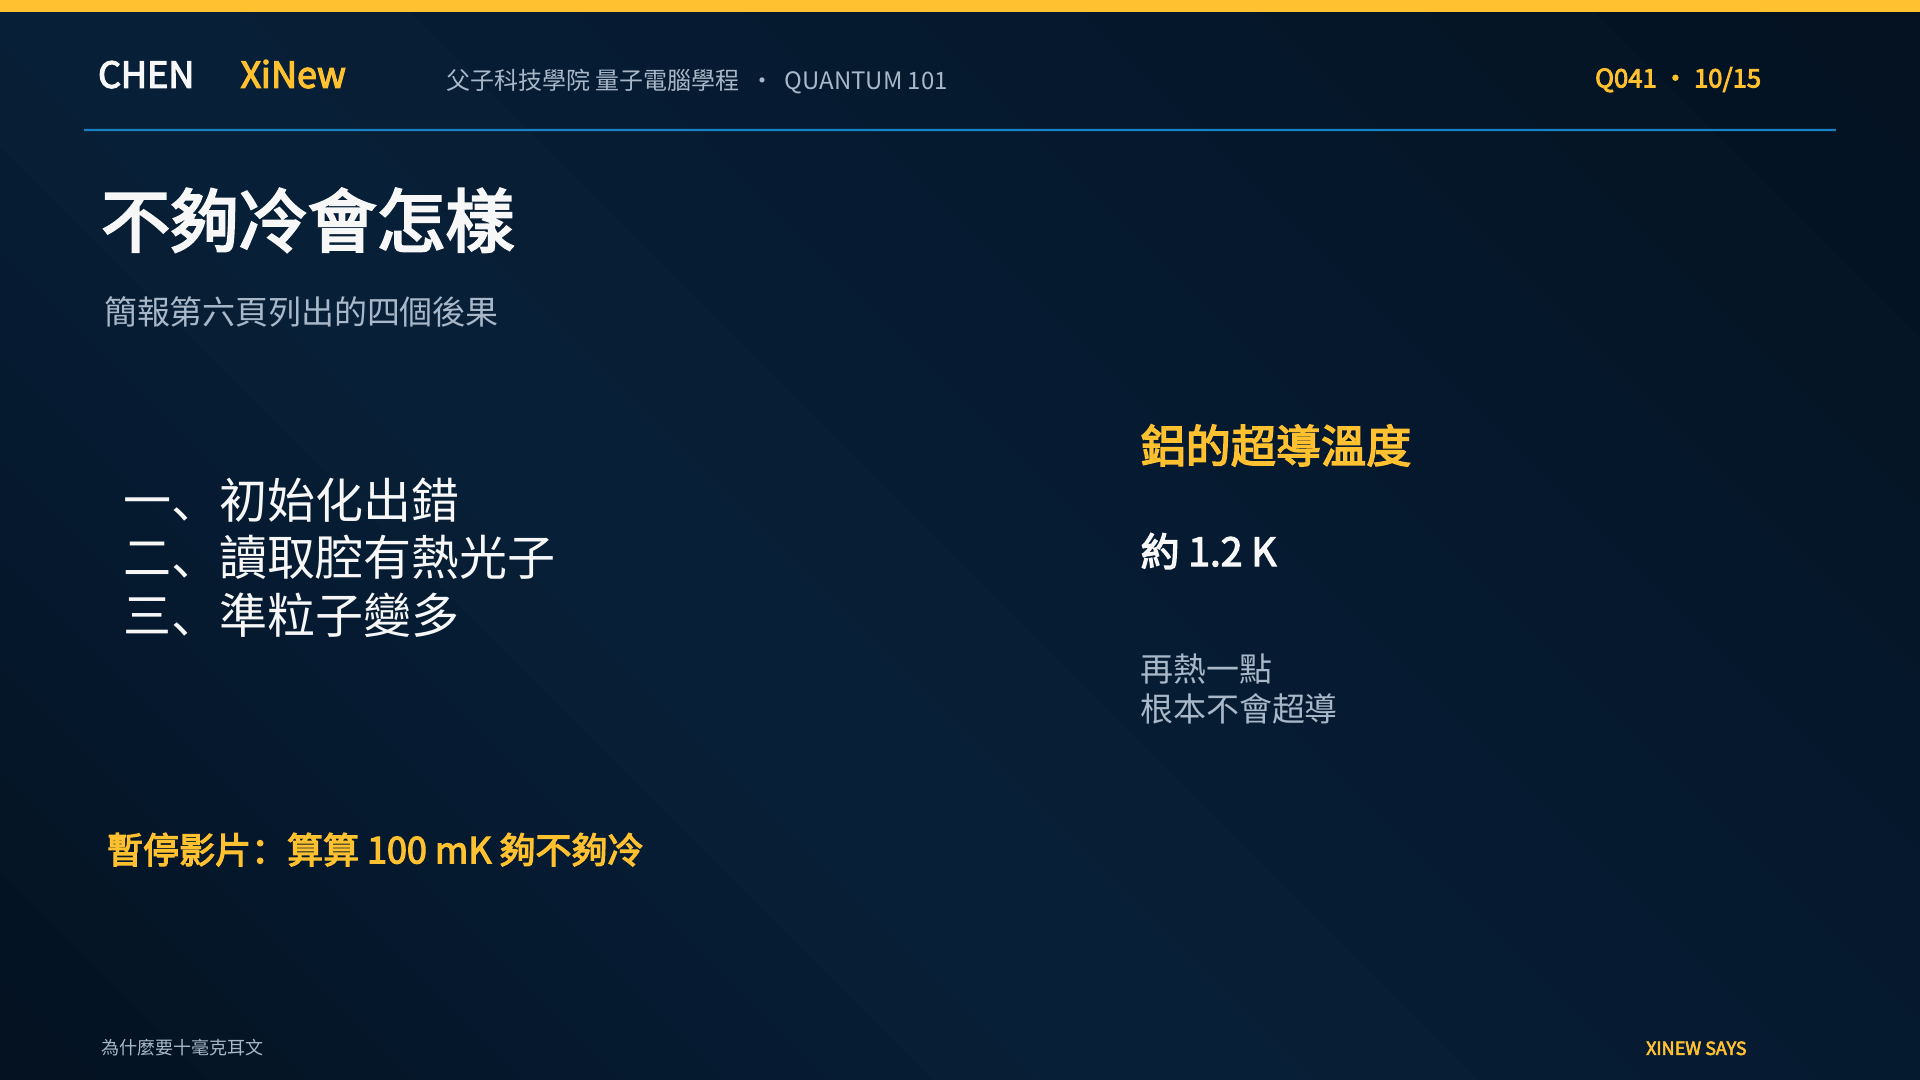 CHEN XiNew 父子科技學院 量子電腦學程 · QUANTUM 101 Q041 · 10/15
不夠冷會怎樣
簡報第六頁列出的四個後果
一、初始化出錯
二、讀取腔有熱光子
三、準粒子變多
鋁的超導溫度
約 1.2 K
再熱一點
根本不會超導
暫停影片：算算 100 mK 夠不夠冷
為什麼要十毫克耳文
XINEW SAYS